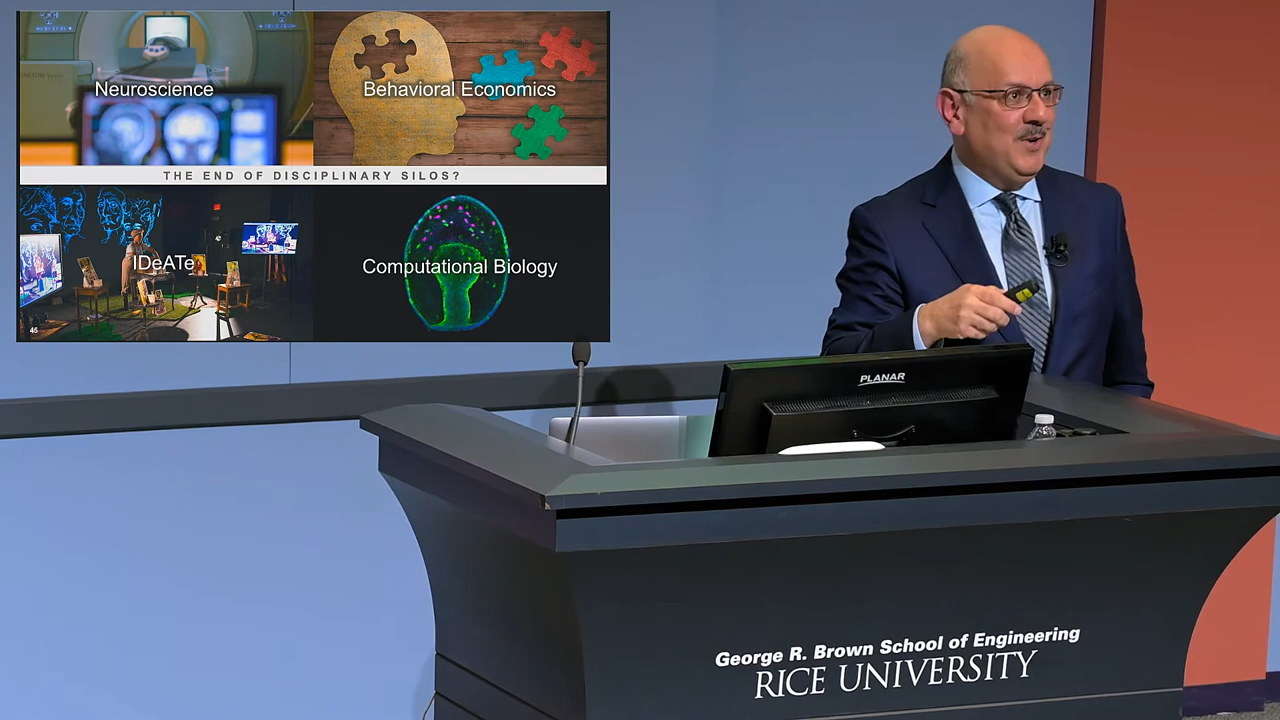 Neuroscience
Behavioral Economics
THE END OF DISCIPLINARY SILOS?
IDeATe
Computational Biology
45
PLANAR
George R. Brown School of Engineering
RICE UNIVERSITY